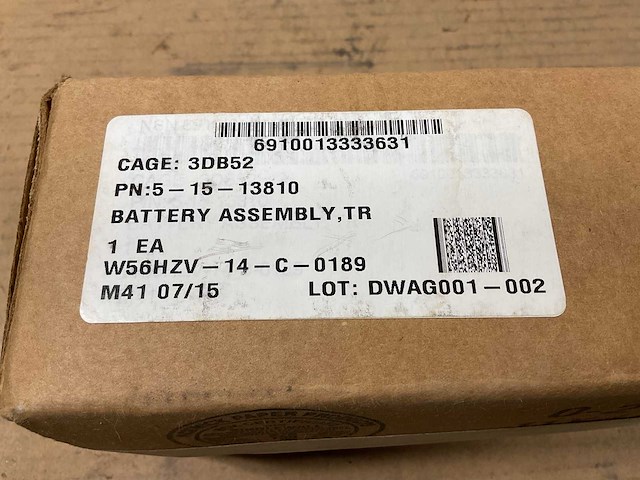 6910013333631
CAGE: 3DB52
PN:5-15-13810
BATTERY ASSEMBLY,TR
1 EA
W56HZV-14-C-0189
M41 07/15 LOT: DWAG001-002
PAPER